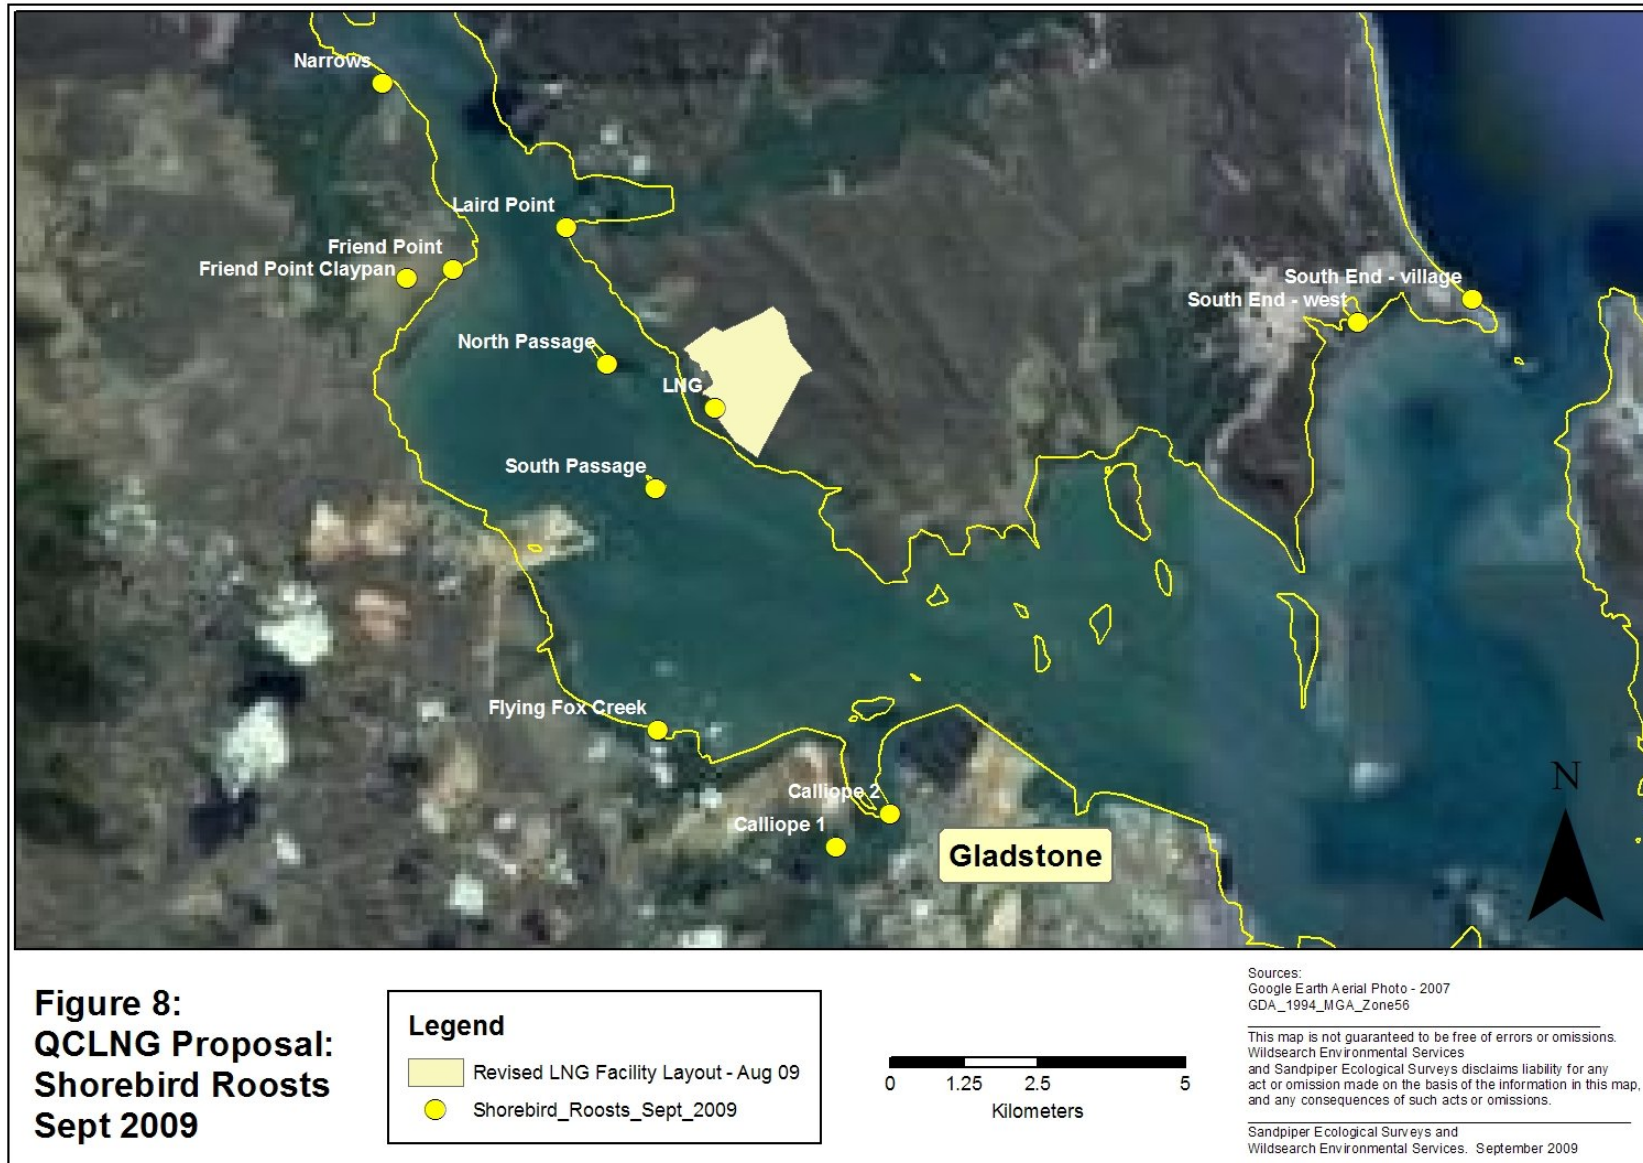 Narrows
Laird Point
Friend Point
Friend Point Claypan
South End - village
South End - west
North Passage
LNG
South Passage
Flying Fox Creek
Calliope 2
Calliope 1
Gladstone
N
Figure 8:
QCLNG Proposal:
Shorebird Roosts
Sept 2009
Legend
Revised LNG Facility Layout - Aug 09
Shorebird_Roosts_Sept_2009
0 1.25 2.5 5
Kilometers
Sources:
Google Earth Aerial Photo - 2007
GDA_1994_MGA_Zone56
This map is not guaranteed to be free of errors or omissions.
Wildsearch Environmental Services
and Sandpiper Ecological Surveys disclaims liability for any
act or omission made on the basis of the information in this map,
and any consequences of such acts or omissions.
Sandpiper Ecological Surveys and
Wildsearch Environmental Services. September 2009